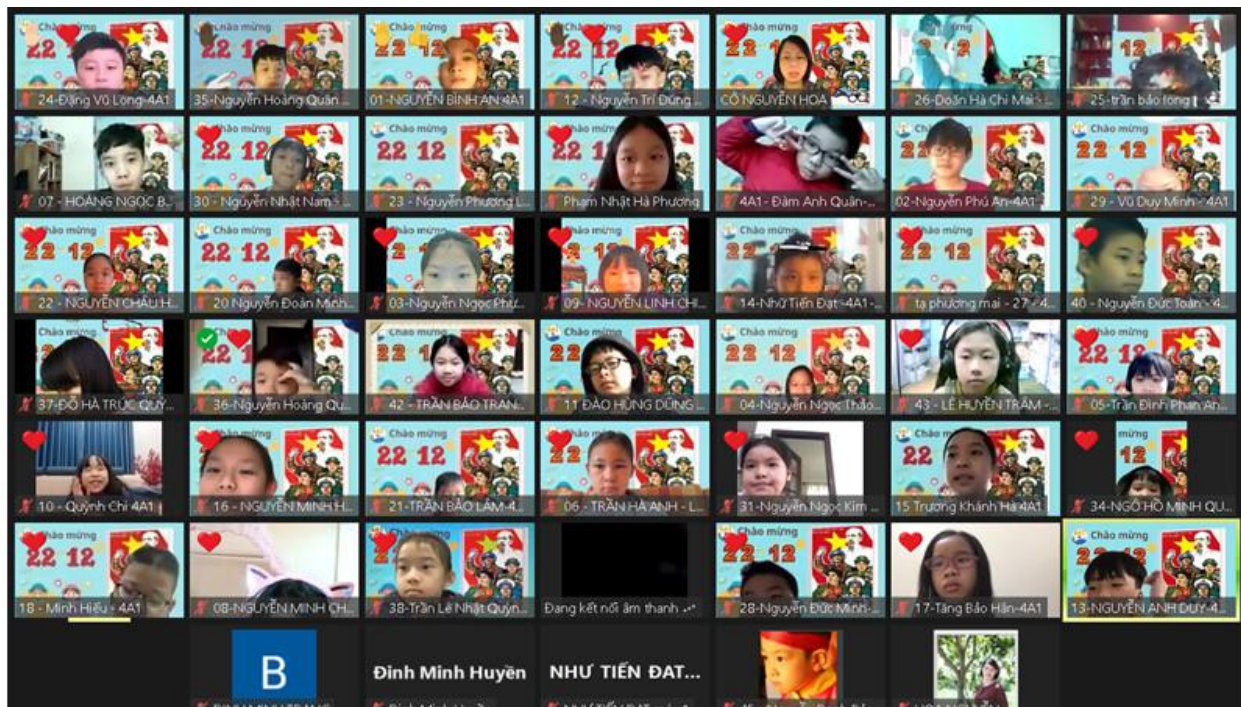 Chào mừng
22 12
24-Đặng Vũ Long-4A1
35-Nguyễn Hoàng Quân ...
01-NGUYỄN BÌNH AN 4A1
12 - Nguyễn Trí Dũng ...
CÔ NGUYỄN HOA
26-Doãn Hà Chi Mai - ...
25-trần bảo long
07 - HOÀNG NGỌC B...
30 - Nguyễn Nhật Nam - ...
23 - Nguyễn Phương L...
Phạm Nhật Hà Phương
4A1- Đàm Anh Quân-...
02-Nguyễn Phú An-4A1
29 - Vũ Duy Minh - 4A1
22 - NGUYỄN CHÂU H...
20 Nguyễn Đoàn Minh...
03-Nguyễn Ngọc Phư...
09- NGUYỄN LINH CHI...
14-Nhữ Tiến Đạt -4A1-...
tạ phương mai - 27 - 4...
40 - Nguyễn Đức Toàn - 4...
37-ĐỖ HÀ TRÚC QUỲ...
36-Nguyễn Hoàng Qu...
42 - TRẦN BẢO TRAN...
11 ĐÀO HÙNG DŨNG ...
04-Nguyễn Ngọc Thảo...
43 - LÊ HUYỀN TRÂM -...
05-Trần Đình Phan An...
10 - Quỳnh Chi 4A1
16 - NGUYỄN MINH H...
21-TRẦN BẢO LÂM-4...
06 - TRẦN HÀ ANH - L...
31-Nguyễn Ngọc Kim ...
15 Trương Khánh Hà 4A1
34-NGÔ HỒ MINH QU...
18 - Minh Hiếu - 4A1
08-NGUYỄN MINH CH...
38-Trần Lê Nhật Quỳn...
Đang kết nối âm thanh ...
28-Nguyễn Đức Minh-...
17-Tăng Bảo Hân-4A1
13-NGUYỄN ANH DUY-4...
B
Đinh Minh Huyền
NHƯ TIẾN ĐẠT...